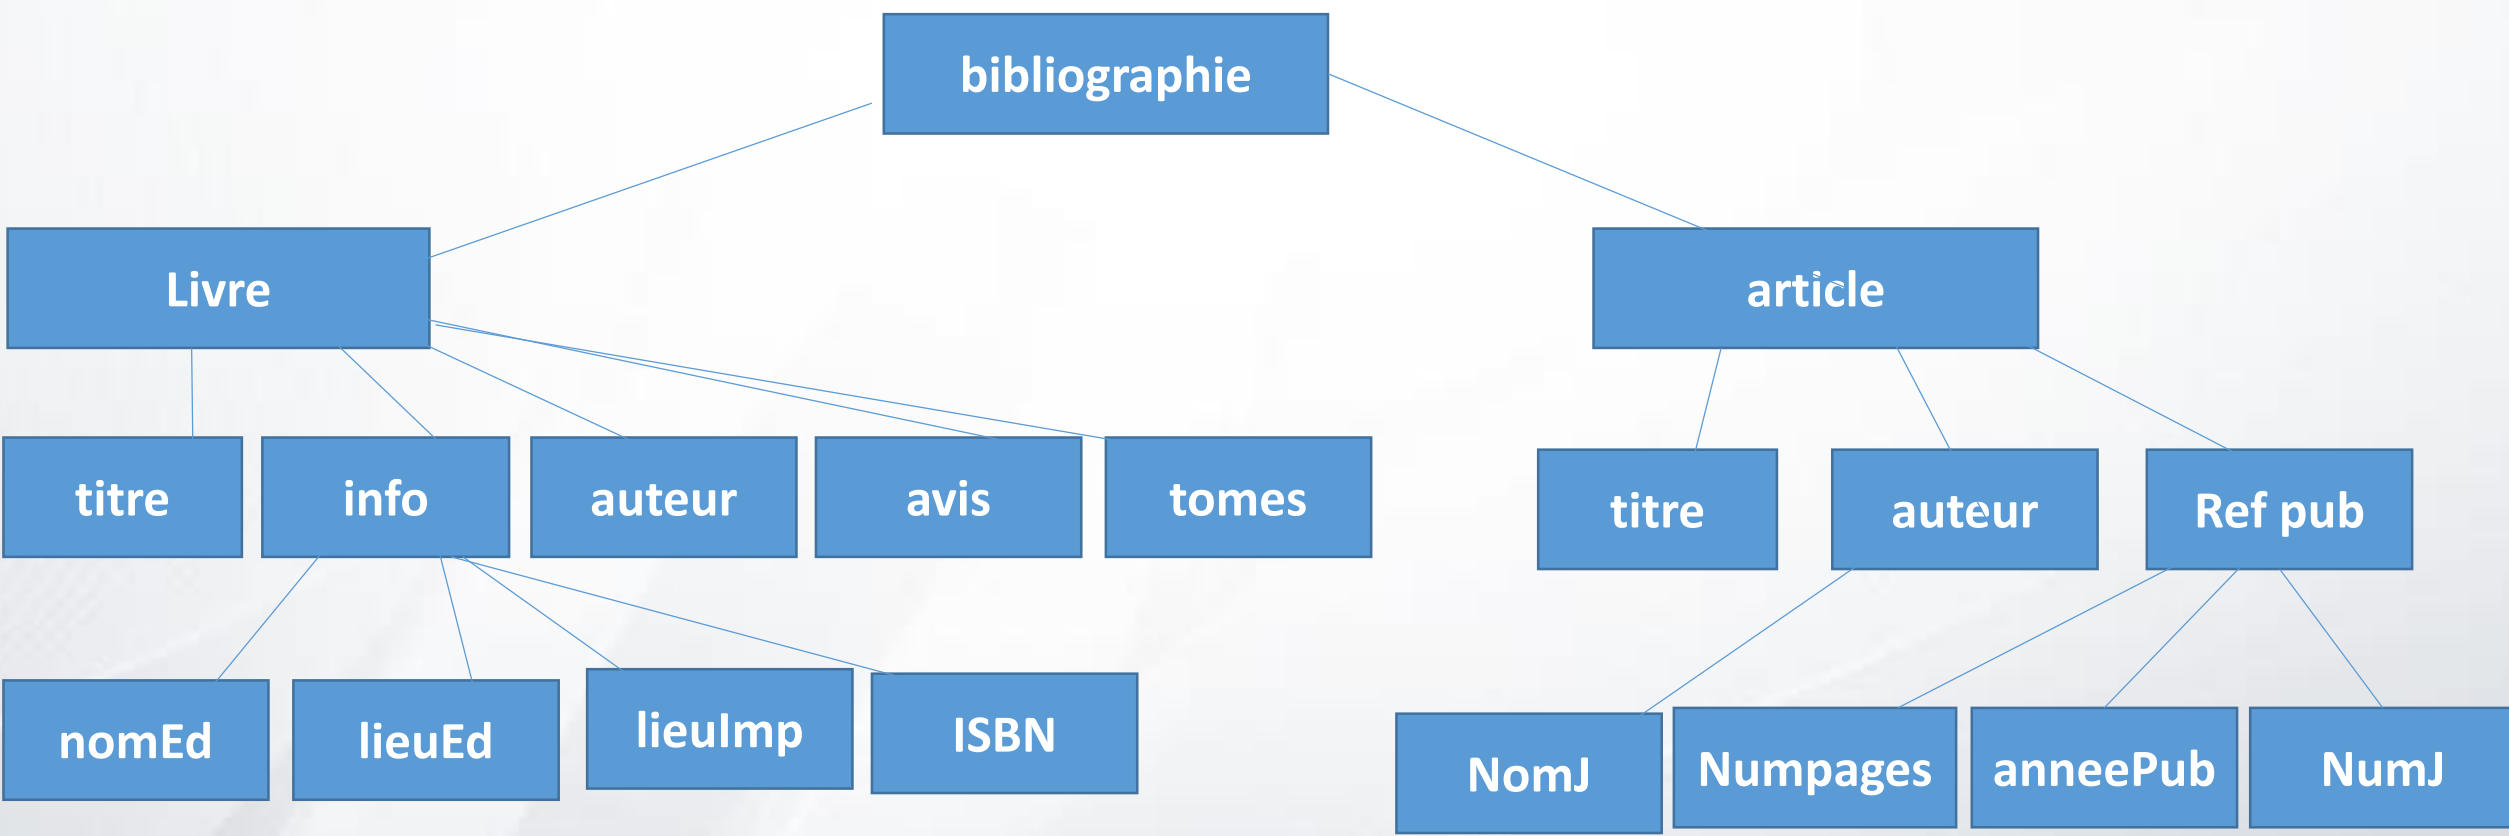 bibliographie
Livre
article
titre
info
auteur
avis
tomes
titre
auteur
Ref pub
nomEd
lieuEd
lieuImp
ISBN
NomJ
Numpages
anneePub
NumJ